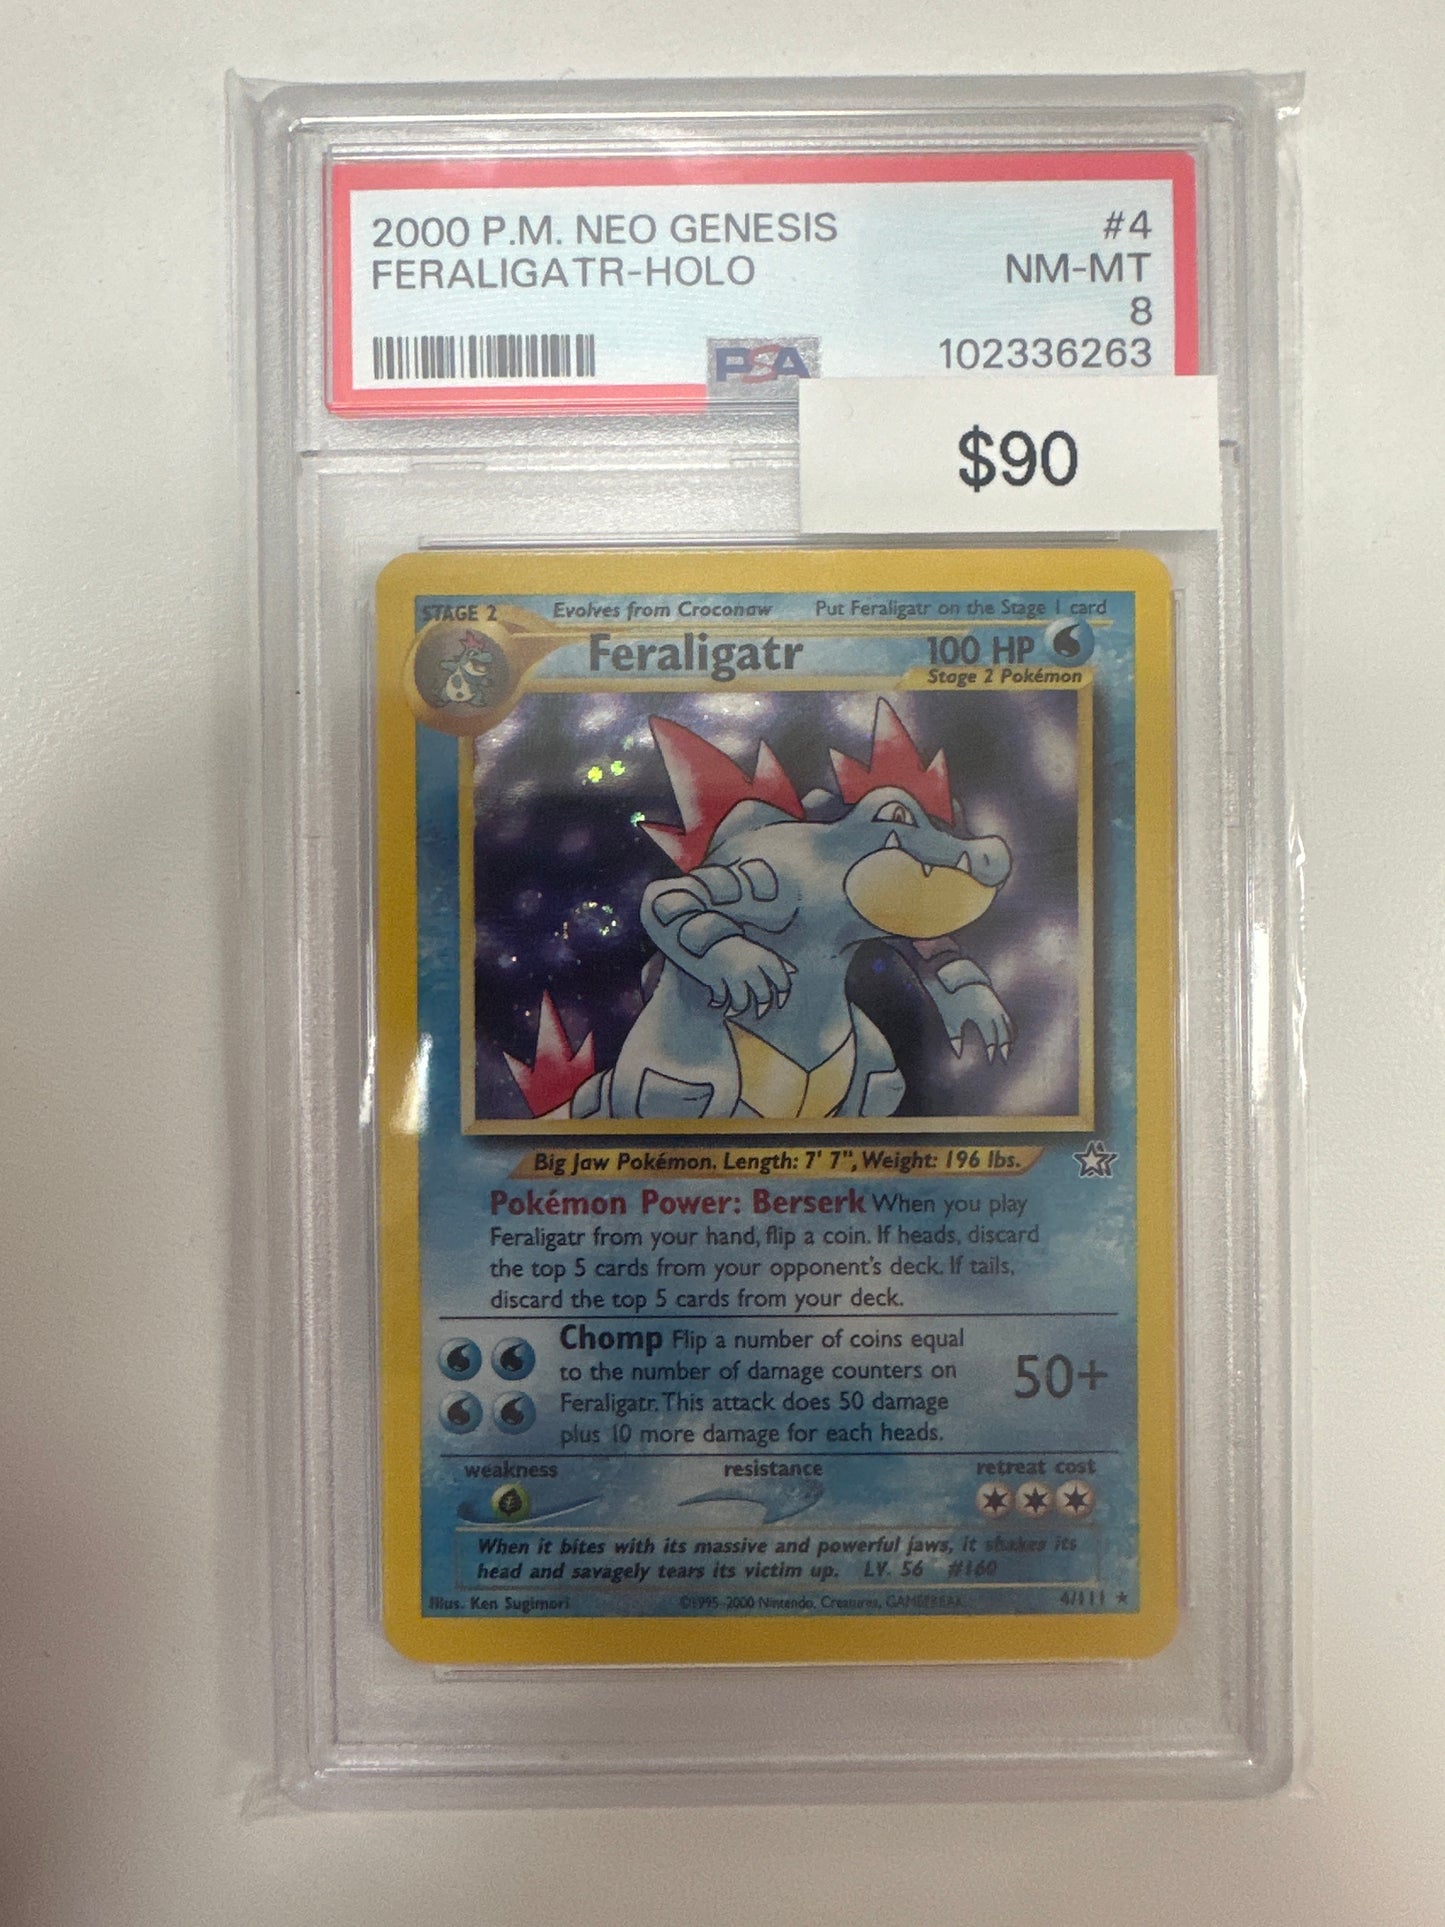 2000 P.M. NEO GENESIS #4
FERALIGATR-HOLO NM-MT
8
PSA 102336263
$90
STAGE 2 Evolves from Croconaw Put Feraligatr on the Stage 1 card
Feraligatr 100 HP
Stage 2 Pokémon
Big Jaw Pokémon. Length: 7' 7", Weight: 196 lbs.
Pokémon Power: Berserk When you play
Feraligatr from your hand, flip a coin. If heads, discard
the top 5 cards from your opponent's deck. If tails,
discard the top 5 cards from your deck.
Chomp Flip a number of coins equal
to the number of damage counters on
Feraligatr. This attack does 50 damage
plus 10 more damage for each heads.
50+
weakness resistance retreat cost
When it bites with its massive and powerful jaws, it shakes its
head and savagely tears its victim up. LV. 56 #160
Illus. Ken Sugimori ©1995-2000 Nintendo, Creatures, GAMEFREAK. 4/111 ★